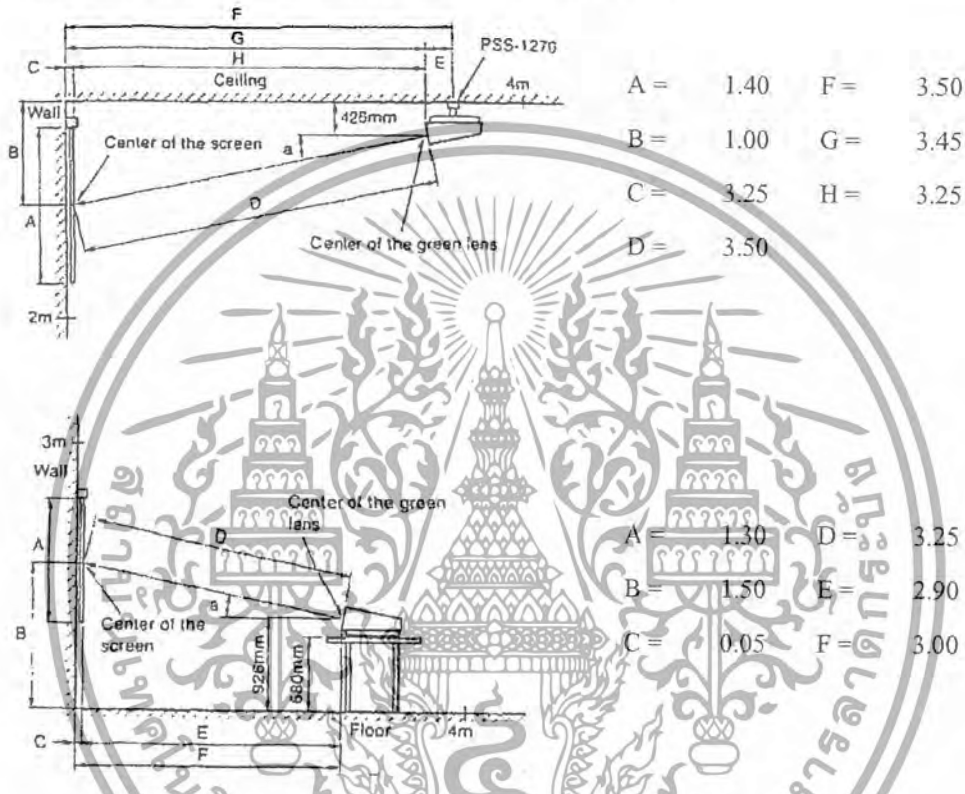 F
G
PSS-1270
C H E
Ceiling 4m
Wall 425mm
B a
Center of the screen
A D
Center of the green lens
2m
A = 1.40 F = 3.50
B = 1.00 G = 3.45
C = 3.25 H = 3.25
D = 3.50
3m
Wall
Center of the green
lens
A D
a
B Center of the
screen
926mm
680mm
Floor 4m
C E
F
A = 1.30 D = 3.25
B = 1.50 E = 2.90
C = 0.05 F = 3.00